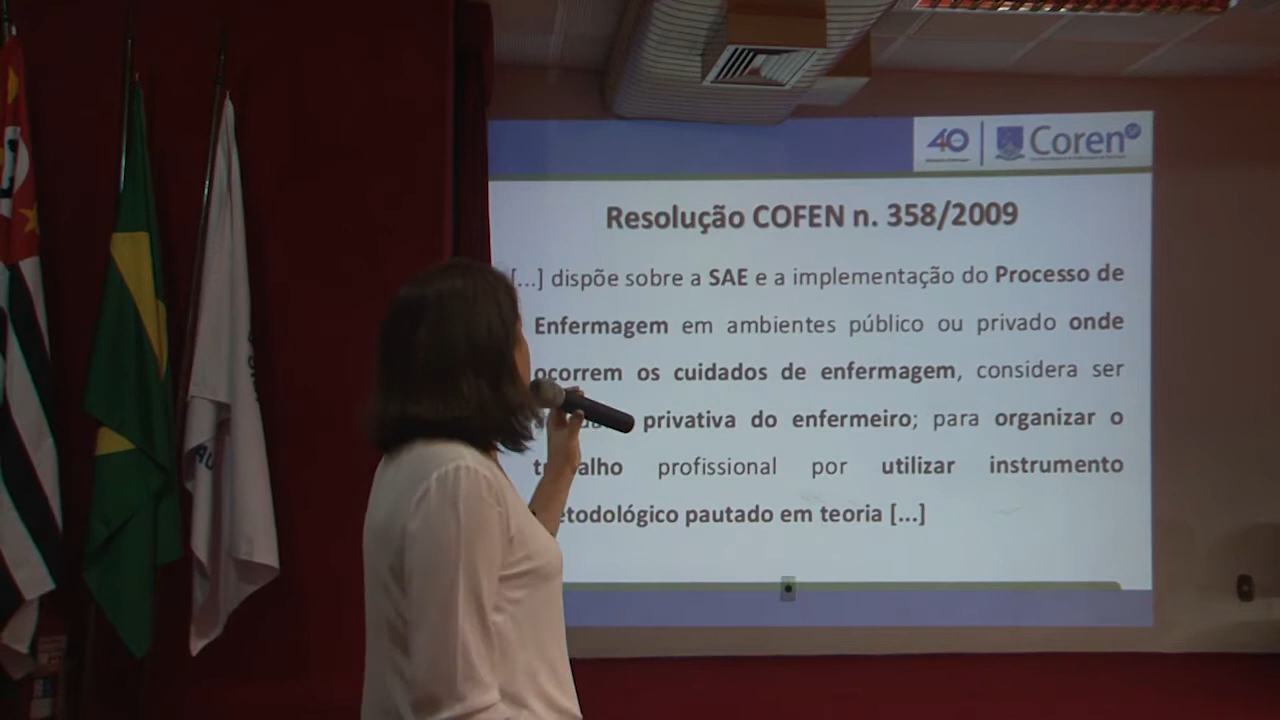 40
Coren SP
Resolução COFEN n. 358/2009
[...] dispõe sobre a SAE e a implementação do Processo de
Enfermagem em ambientes público ou privado onde
ocorrem os cuidados de enfermagem, considera ser
privativa do enfermeiro; para organizar o
profissional por utilizar instrumento
pautado em teoria [...]